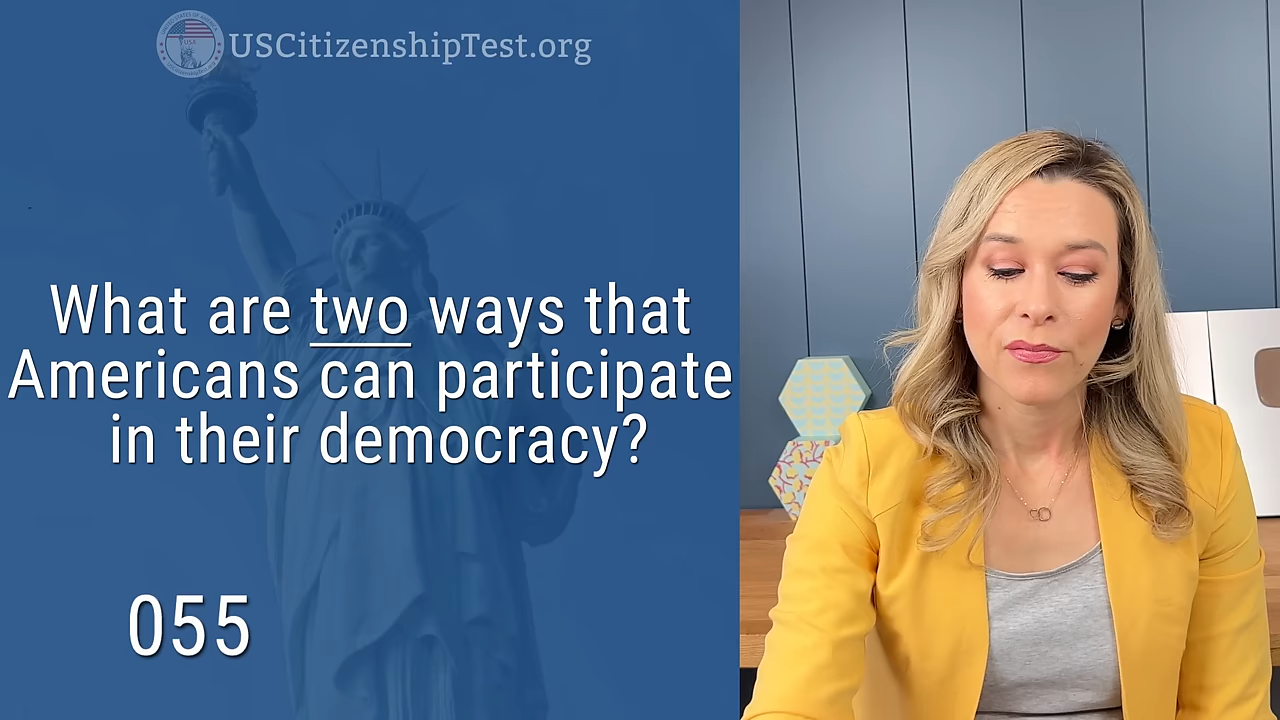 USCitizenshipTest.org
What are two ways that
Americans can participate
in their democracy?
055